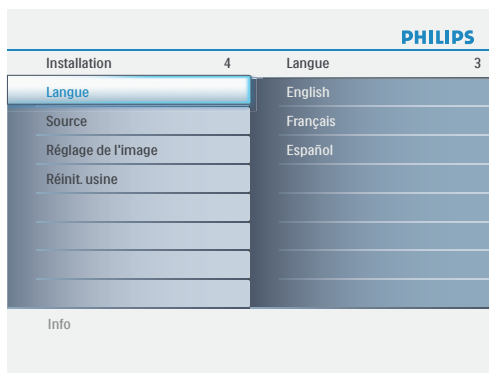 PHILIPS
Installation 4 Langue 3
Langue English
Source Français
Réglage de l'image Español
Réinit. usine
Info